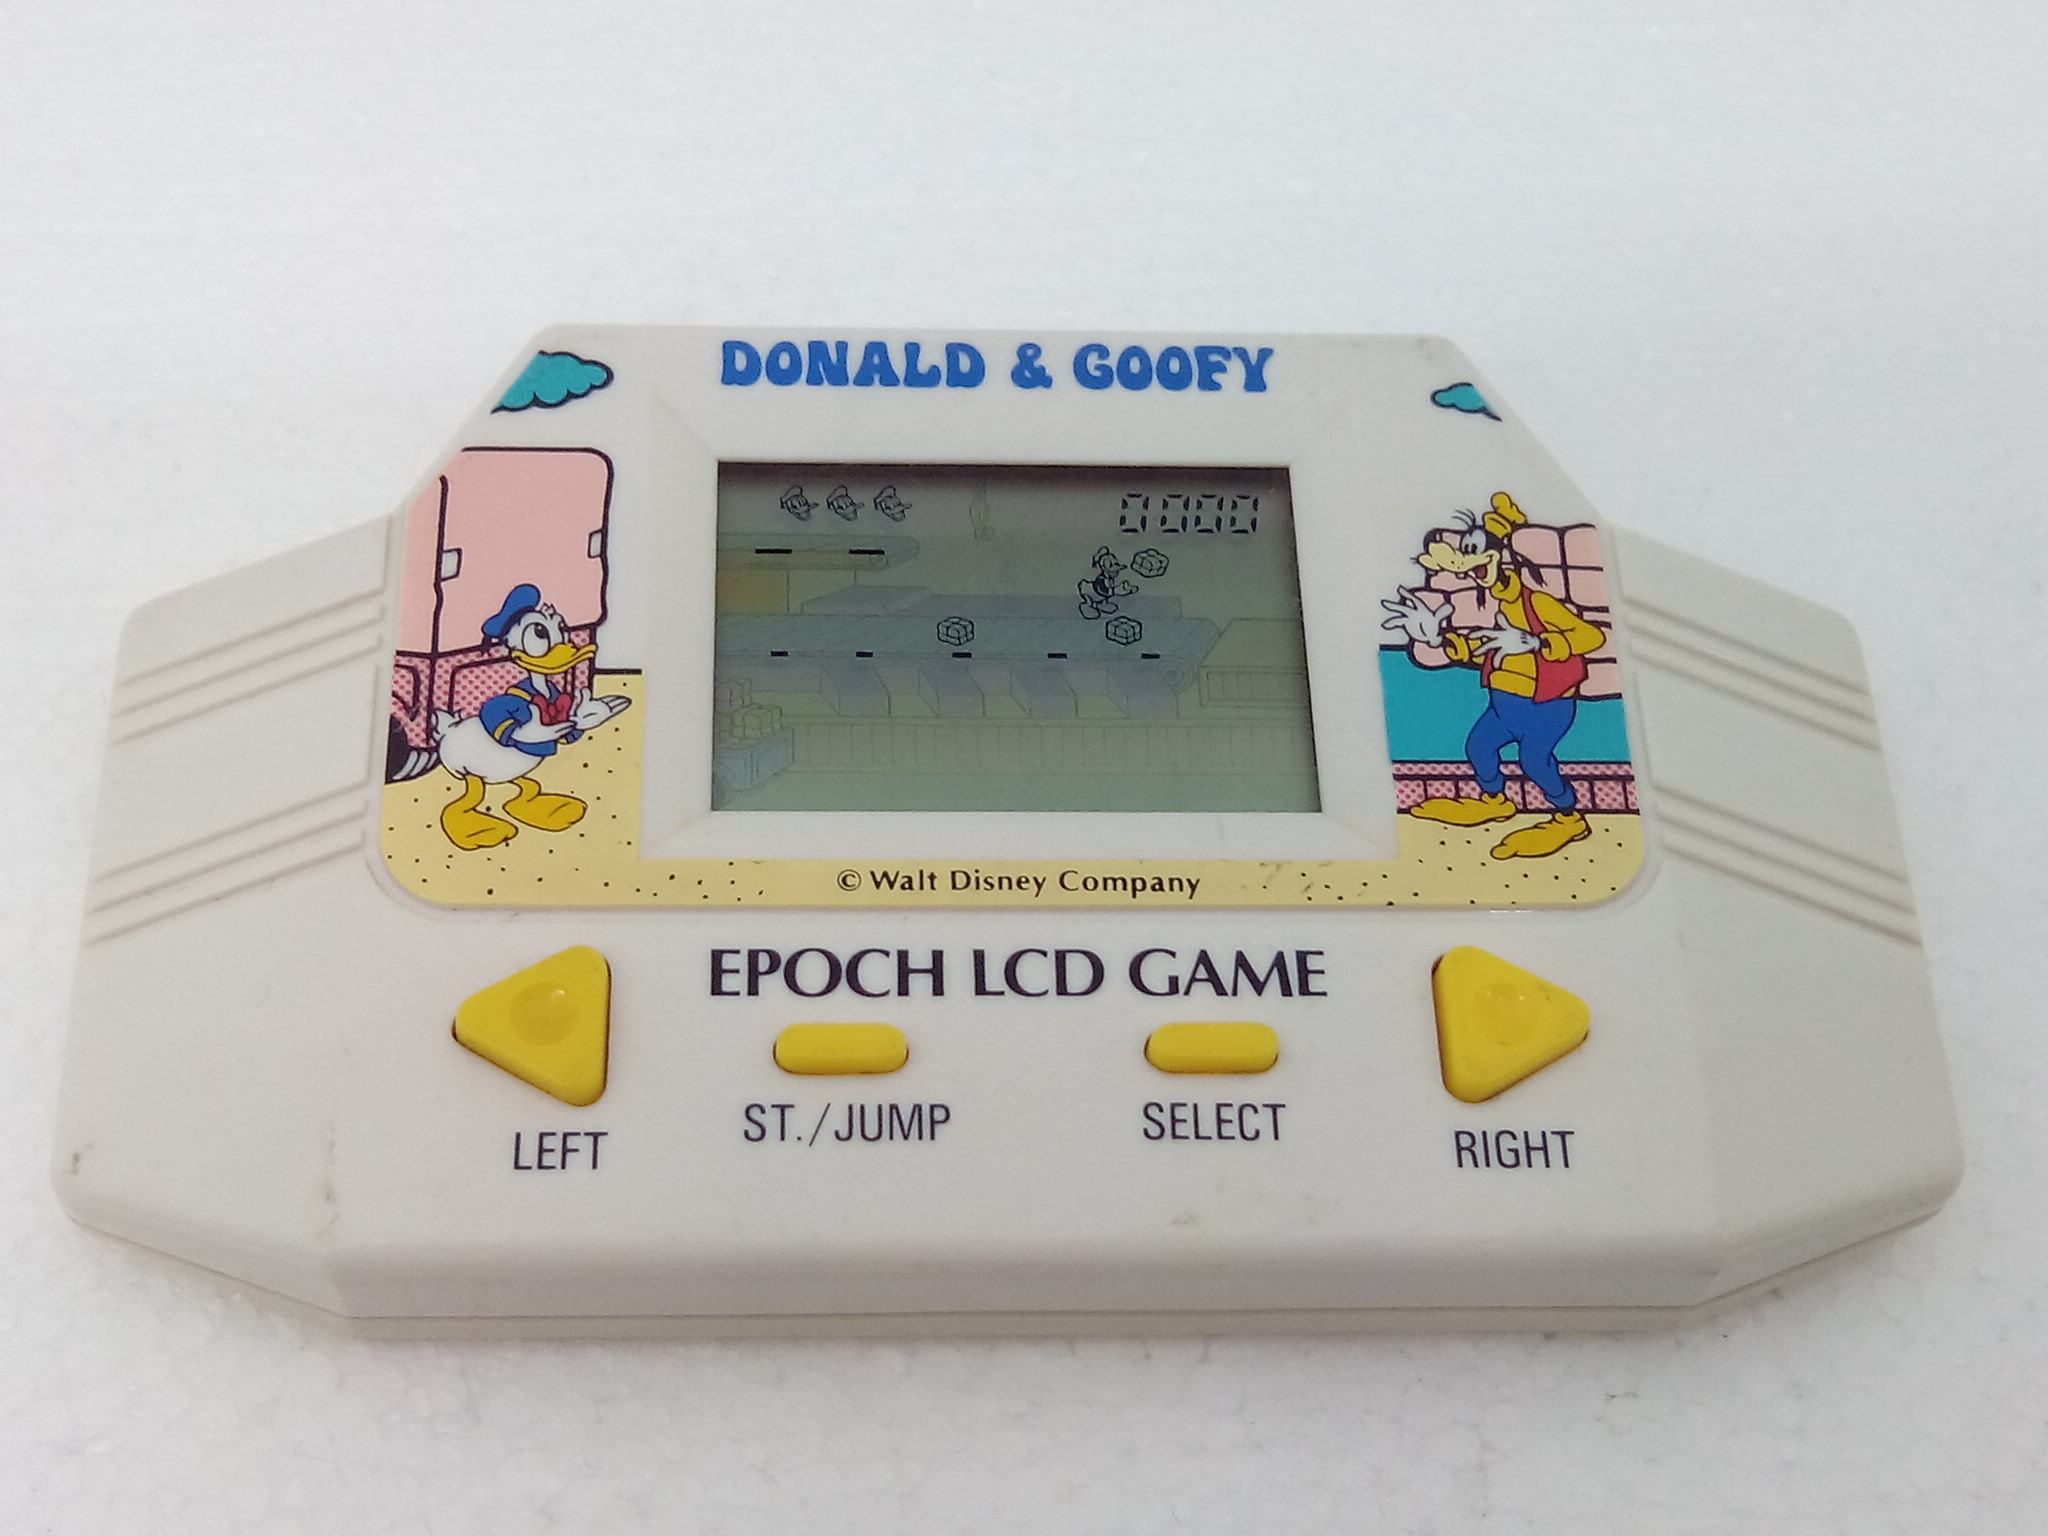 DONALD & GOOFY
0000
© Walt Disney Company
EPOCH LCD GAME
ST./JUMP
SELECT
LEFT
RIGHT